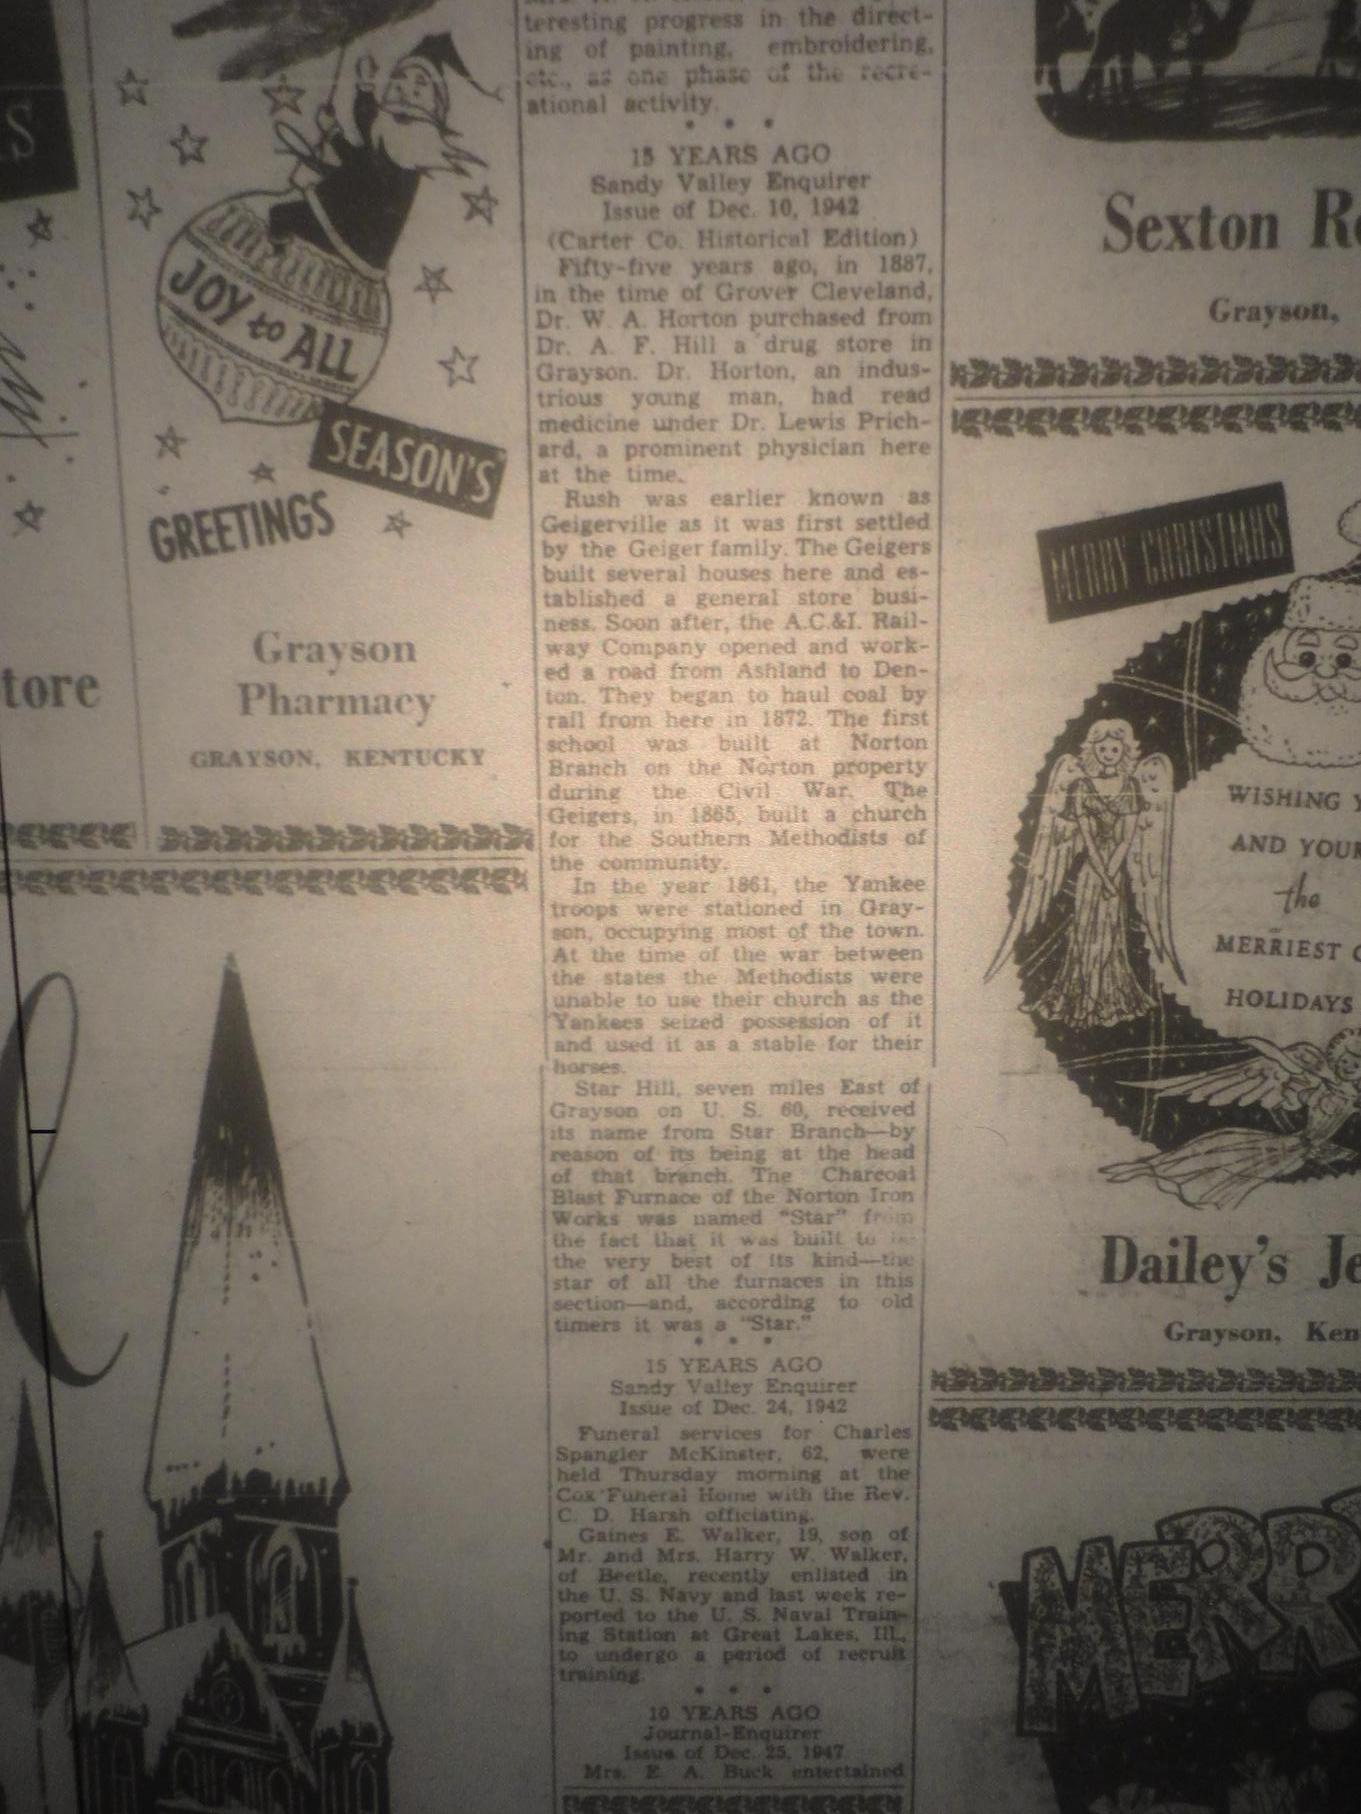 S
tore
JOY to ALL
SEASON'S
GREETINGS
Grayson
Pharmacy
GRAYSON, KENTUCKY
teresting progress in the direct-
ing of painting, embroidering,
etc., as one phase of the recre-
ational activity.
• • •
15 YEARS AGO
Sandy Valley Enquirer
Issue of Dec. 10, 1942
(Carter Co. Historical Edition)
Fifty-five years ago, in 1887,
in the time of Grover Cleveland,
Dr. W. A. Horton purchased from
Dr. A. F. Hill a drug store in
Grayson. Dr. Horton, an indus-
trious young man, had read
medicine under Dr. Lewis Prich-
ard, a prominent physician here
at the time.
Rush was earlier known as
Geigerville as it was first settled
by the Geiger family. The Geigers
built several houses here and es-
tablished a general store busi-
ness. Soon after, the A.C.&I. Rail-
way Company opened and work-
ed a road from Ashland to Den-
ton. They began to haul coal by
rail from here in 1872. The first
school was built at Norton
Branch on the Norton property
during the Civil War. The
Geigers, in 1865, built a church
for the Southern Methodists of
the community.
In the year 1861, the Yankee
troops were stationed in Gray-
son, occupying most of the town.
At the time of the war between
the states the Methodists were
unable to use their church as the
Yankees seized possession of it
and used it as a stable for their
horses.
Star Hill, seven miles East of
Grayson on U. S. 60, received
its name from Star Branch—by
reason of its being at the head
of that branch. The Charcoal
Blast Furnace of the Norton Iron
Works was named "Star" from
the fact that it was built to be
the very best of its kind—the
star of all the furnaces in this
section—and, according to old
timers it was a "Star."
• • •
15 YEARS AGO
Sandy Valley Enquirer
Issue of Dec. 24, 1942
Funeral services for Charles
Spangler McKinster, 62, were
held Thursday morning at the
Cox Funeral Home with the Rev.
C. D. Harsh officiating.
Gaines E. Walker, 19, son of
Mr. and Mrs. Harry W. Walker,
of Beetle, recently enlisted in
the U. S. Navy and last week re-
ported to the U. S. Naval Train-
ing Station at Great Lakes, Ill.,
to undergo a period of recruit
training.
• • •
10 YEARS AGO
Journal-Enquirer
Issue of Dec. 25, 1947
Mrs. E. A. Buck entertained
Sexton
Grayson,
MERRY CHRISTMAS
WISHING
AND YOUR
the
MERRIEST
HOLIDAYS
Dailey's Je
Grayson, Ken
MERR